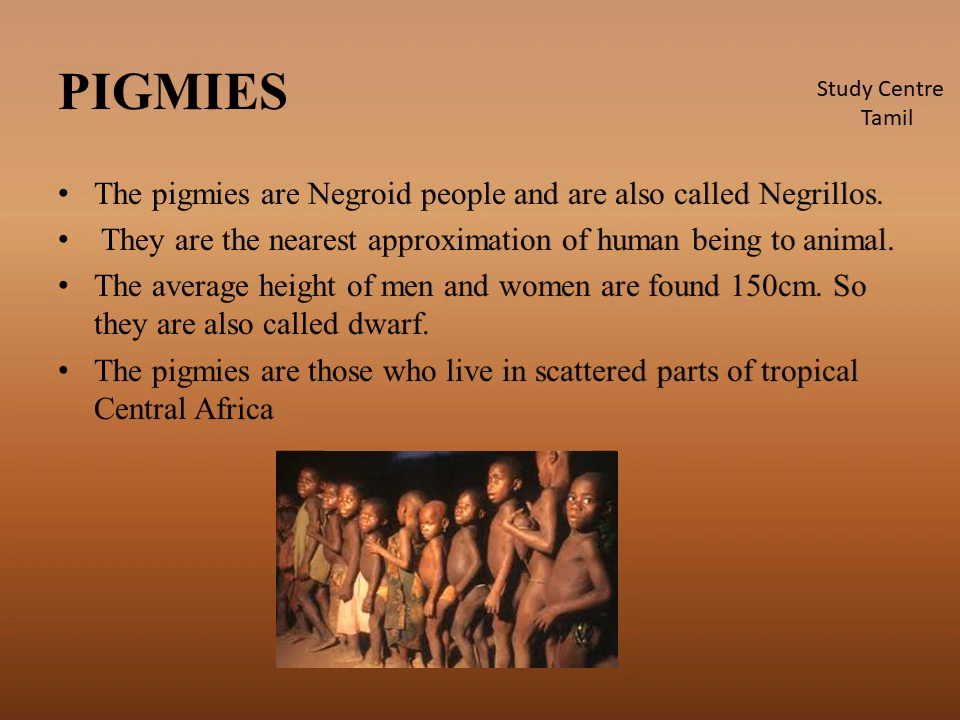 PIGMIES
Study Centre
Tamil
• The pigmies are Negroid people and are also called Negrillos.
• They are the nearest approximation of human being to animal.
• The average height of men and women are found 150cm. So
they are also called dwarf.
• The pigmies are those who live in scattered parts of tropical
Central Africa